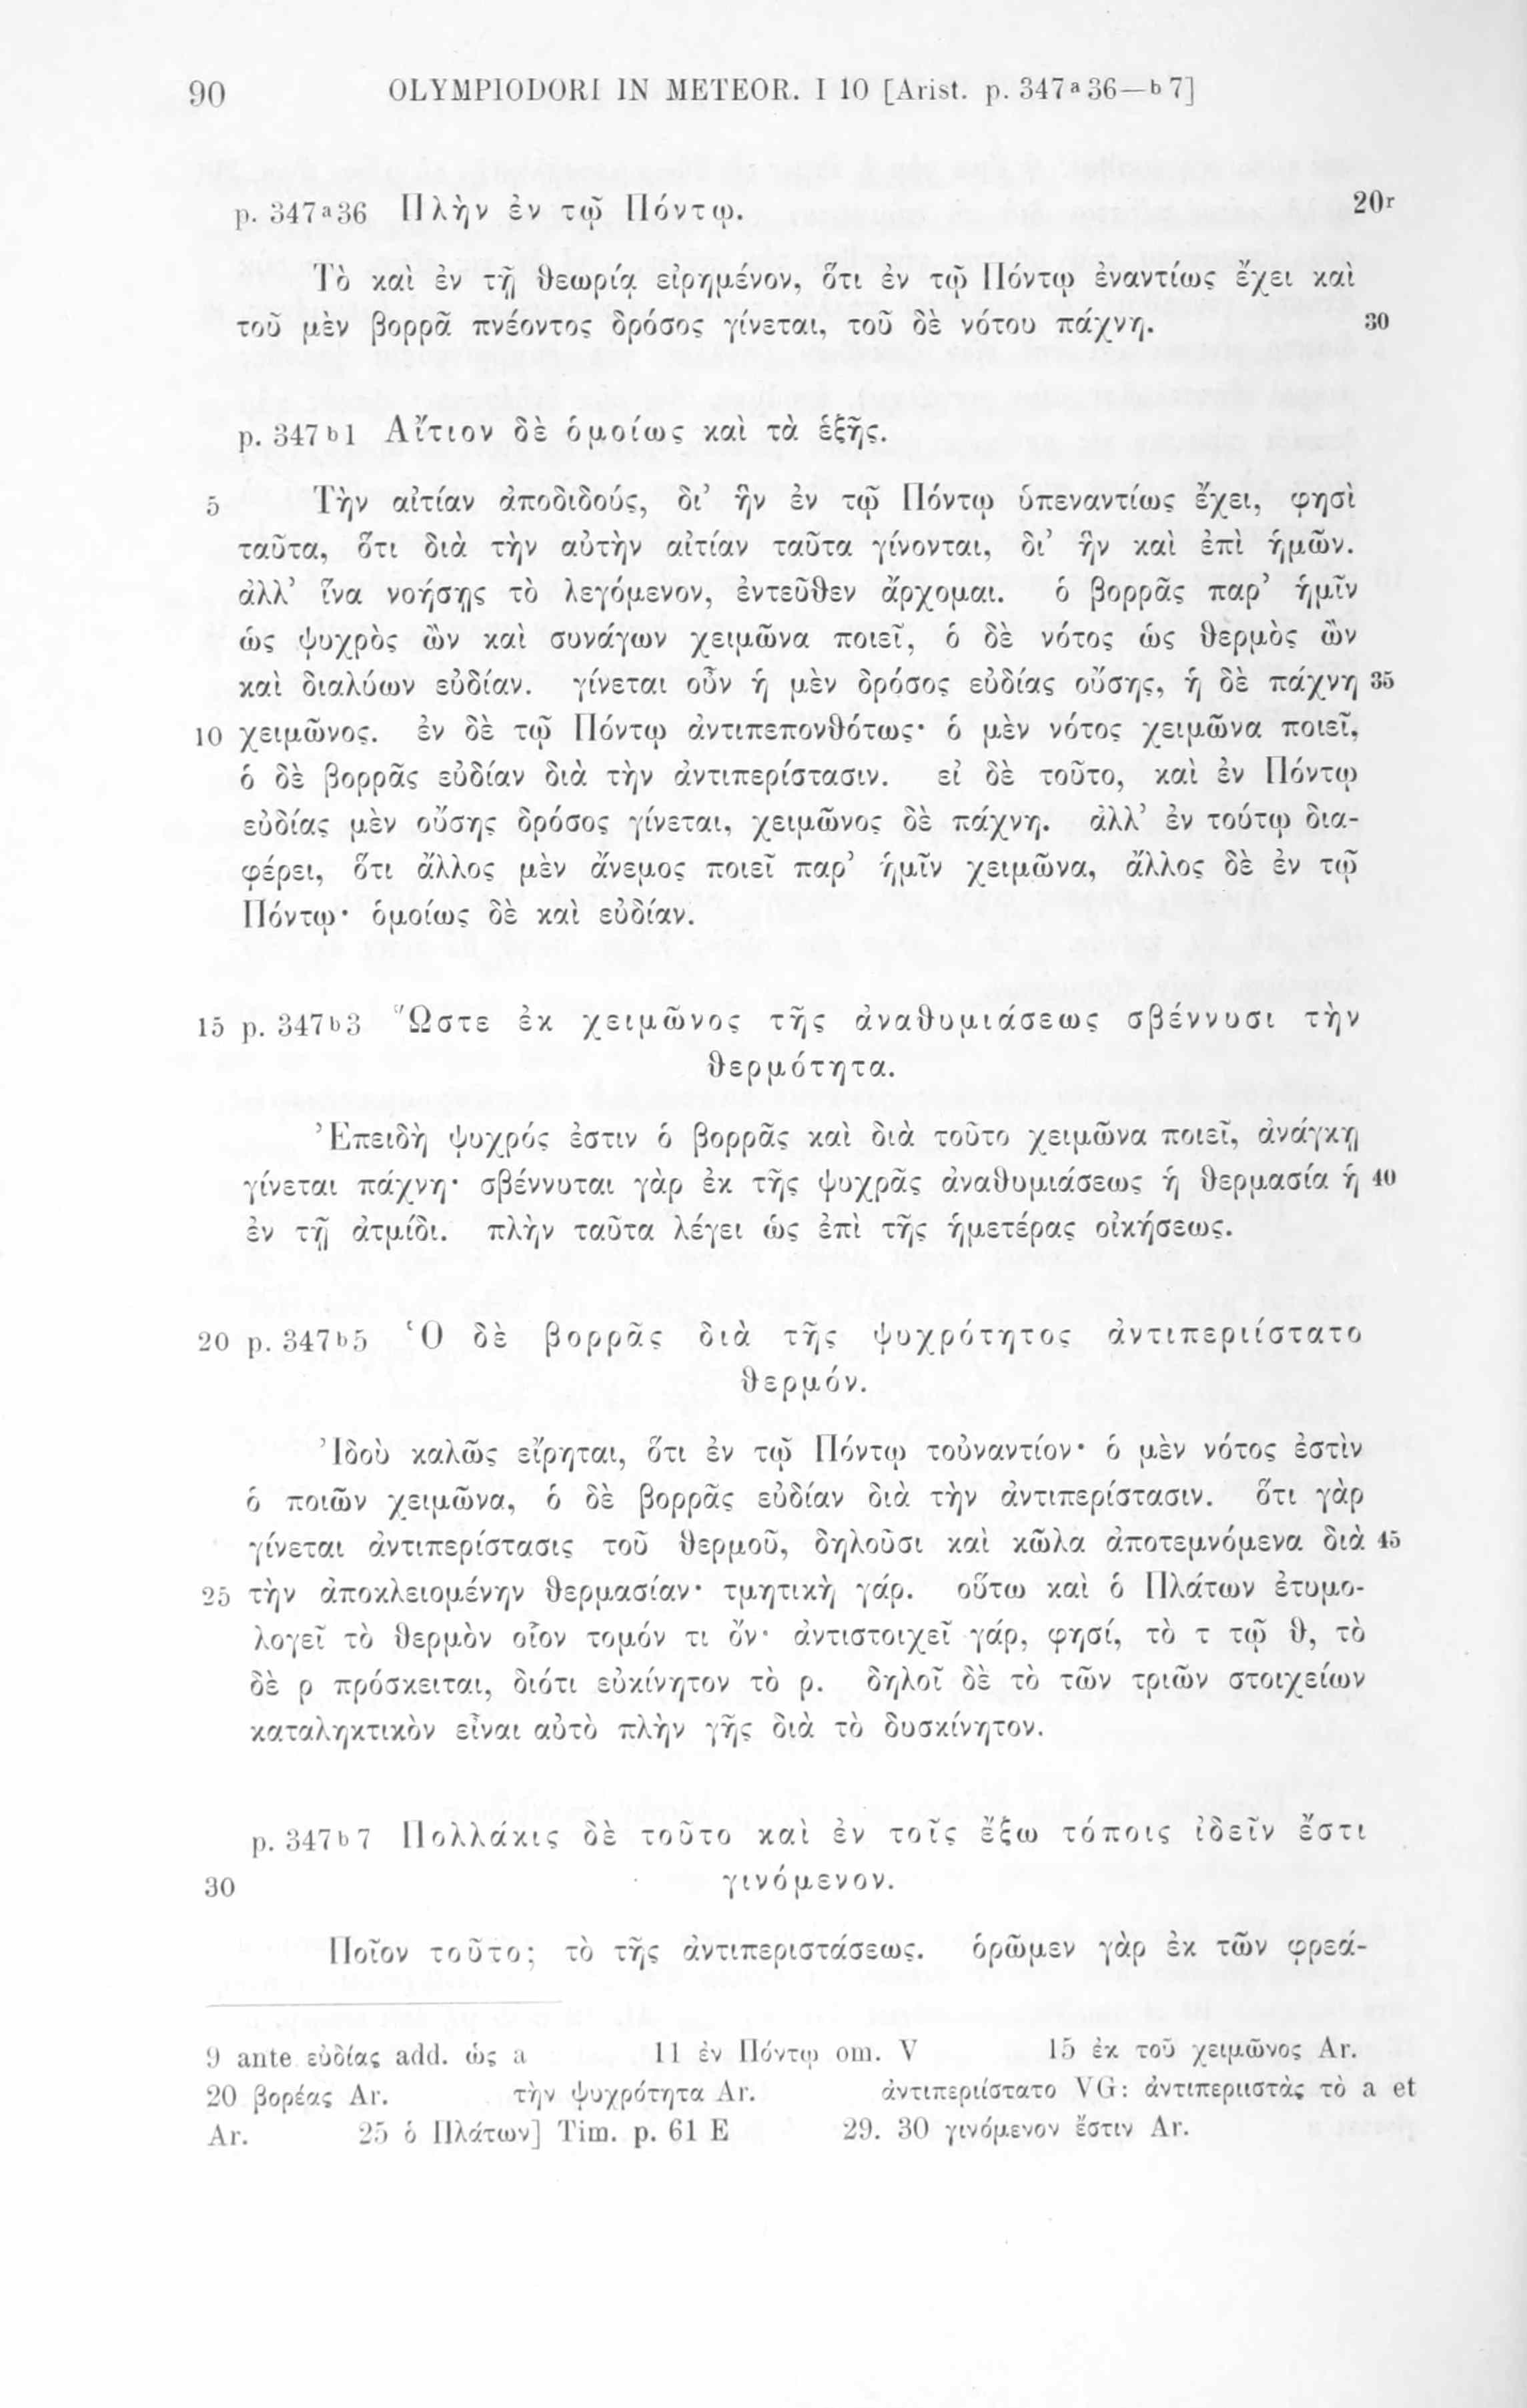 90 OLYMPIODORI IN METEOR. I 10 [Arist. p. 347ᵃ36—ᵇ7]
p. 347ᵃ36 Πλὴν ἐν τῷ Πόντῳ. 20ʳ
Τὸ καὶ ἐν τῇ θεωρίᾳ εἰρημένον, ὅτι ἐν τῷ Πόντῳ ἐναντίως ἔχει καὶ
τοῦ μὲν βορρᾶ πνέοντος δρόσος γίνεται, τοῦ δὲ νότου πάχνη. 30
p. 347ᵇ1 Αἴτιον δὲ ὁμοίως καὶ τὰ ἑξῆς.
5 Τὴν αἰτίαν ἀποδιδούς, δι’ ἣν ἐν τῷ Πόντῳ ὑπεναντίως ἔχει, φησὶ
ταῦτα, ὅτι διὰ τὴν αὐτὴν αἰτίαν ταῦτα γίνονται, δι’ ἣν καὶ ἐπὶ ἡμῶν.
ἀλλ’ ἵνα νοήσῃς τὸ λεγόμενον, ἐντεῦθεν ἄρχομαι. ὁ βορρᾶς παρ’ ἡμῖν
ὡς ψυχρὸς ὢν καὶ συνάγων χειμῶνα ποιεῖ, ὁ δὲ νότος ὡς θερμὸς ὢν
καὶ διαλύων εὐδίαν. γίνεται οὖν ἡ μὲν δρόσος εὐδίας οὔσης, ἡ δὲ πάχνη 35
10 χειμῶνος. ἐν δὲ τῷ Πόντῳ ἀντιπεπονθότως· ὁ μὲν νότος χειμῶνα ποιεῖ,
ὁ δὲ βορρᾶς εὐδίαν διὰ τὴν ἀντιπερίστασιν. εἰ δὲ τοῦτο, καὶ ἐν Πόντῳ
εὐδίας μὲν οὔσης δρόσος γίνεται, χειμῶνος δὲ πάχνη. ἀλλ’ ἐν τούτῳ δια-
φέρει, ὅτι ἄλλος μὲν ἄνεμος ποιεῖ παρ’ ἡμῖν χειμῶνα, ἄλλος δὲ ἐν τῷ
Πόντῳ· ὁμοίως δὲ καὶ εὐδίαν.
15 p. 347ᵇ3 Ὥστε ἐκ χειμῶνος τῆς ἀναθυμιάσεως σβέννυσι τὴν
θερμότητα.
Ἐπειδὴ ψυχρός ἐστιν ὁ βορρᾶς καὶ διὰ τοῦτο χειμῶνα ποιεῖ, ἀνάγκῃ
γίνεται πάχνη· σβέννυται γὰρ ἐκ τῆς ψυχρᾶς ἀναθυμιάσεως ἡ θερμασία ἡ 40
ἐν τῇ ἀτμίδι. πλὴν ταῦτα λέγει ὡς ἐπὶ τῆς ἡμετέρας οἰκήσεως.
20 p. 347ᵇ5 Ὁ δὲ βορρᾶς διὰ τῆς ψυχρότητος ἀντιπεριίστατο
θερμόν.
Ἰδοὺ καλῶς εἴρηται, ὅτι ἐν τῷ Πόντῳ τοὐναντίον· ὁ μὲν νότος ἐστὶν
ὁ ποιῶν χειμῶνα, ὁ δὲ βορρᾶς εὐδίαν διὰ τὴν ἀντιπερίστασιν. ὅτι γὰρ
γίνεται ἀντιπερίστασις τοῦ θερμοῦ, δηλοῦσι καὶ κῶλα ἀποτεμνόμενα διὰ 45
25 τὴν ἀποκλειομένην θερμασίαν· τμητικὴ γάρ. οὕτω καὶ ὁ Πλάτων ἐτυμο-
λογεῖ τὸ θερμὸν οἷον τομόν τι ὄν· ἀντιστοιχεῖ γάρ, φησί, τὸ τ τῷ θ, τὸ
δὲ ρ πρόσκειται, διότι εὐκίνητον τὸ ρ. δηλοῖ δὲ τὸ τῶν τριῶν στοιχείων
καταληκτικὸν εἶναι αὐτὸ πλὴν γῆς διὰ τὸ δυσκίνητον.
p. 347ᵇ7 Πολλάκις δὲ τοῦτο καὶ ἐν τοῖς ἔξω τόποις ἰδεῖν ἔστι
30 γινόμενον.
Ποῖον τοῦτο; τὸ τῆς ἀντιπεριστάσεως. ὁρῶμεν γὰρ ἐκ τῶν φρεά-
9 ante εὐδίας add. ὡς a 11 ἐν Πόντῳ om. V 15 ἐκ τοῦ χειμῶνος Ar.
20 βορέας Ar. τὴν ψυχρότητα Ar. ἀντιπεριίστατο VG: ἀντιπεριιστὰς τὸ a et
Ar. 25 ὁ Πλάτων] Tim. p. 61 E 29. 30 γινόμενον ἔστιν Ar.